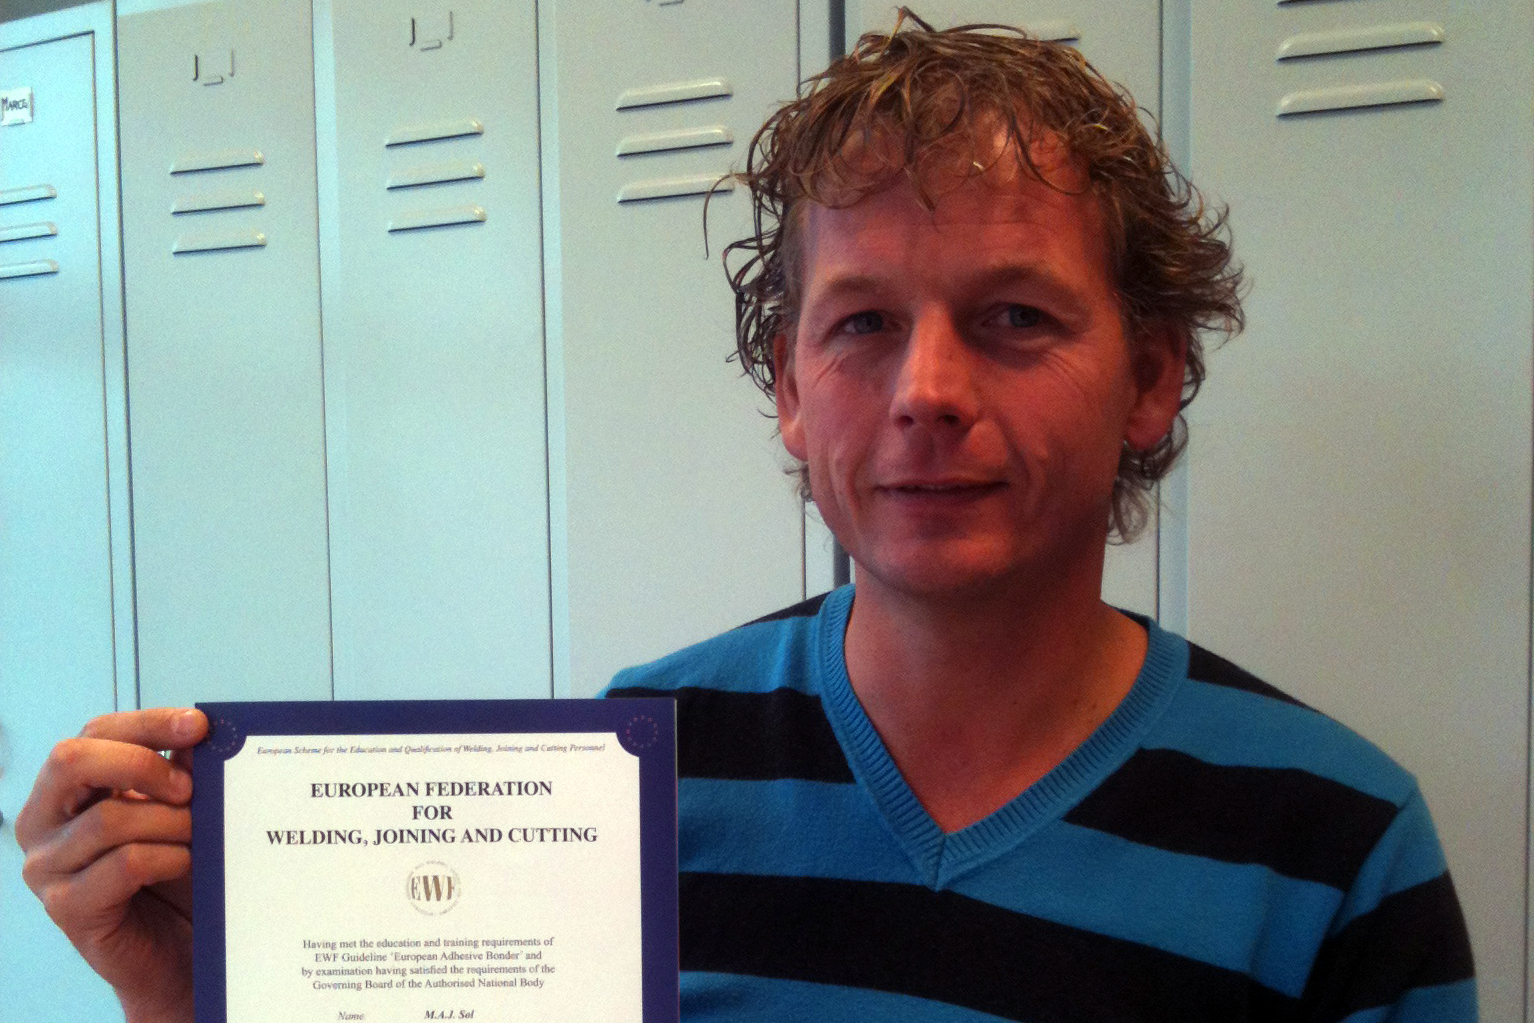 MARCE
European Scheme for the Education and Qualification of Welding, Joining and Cutting Personnel
EUROPEAN FEDERATION
FOR
WELDING, JOINING AND CUTTING
EWF
Having met the education and training requirements of
EWF Guideline 'European Adhesive Bonder' and
by examination having satisfied the requirements of the
Governing Board of the Authorised National Body
Name M.A.J. Sol